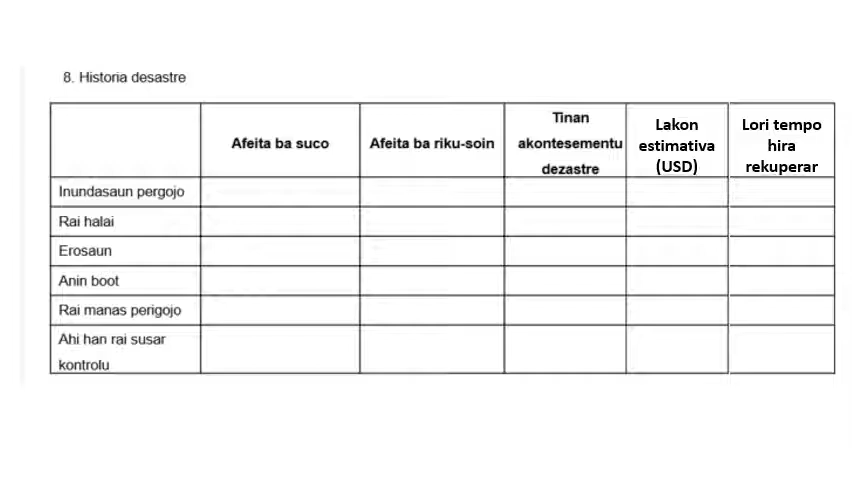 8. Historia desastre
Afeita ba suco
Afeita ba riku-soin
Tinan
akontesementu
dezastre
Lakon
estimativa
(USD)
Lori tempo
hira
rekuperar
Inundasaun pergojo
Rai halai
Erosaun
Anin boot
Rai manas perigojo
Ahi han rai susar
kontrolu